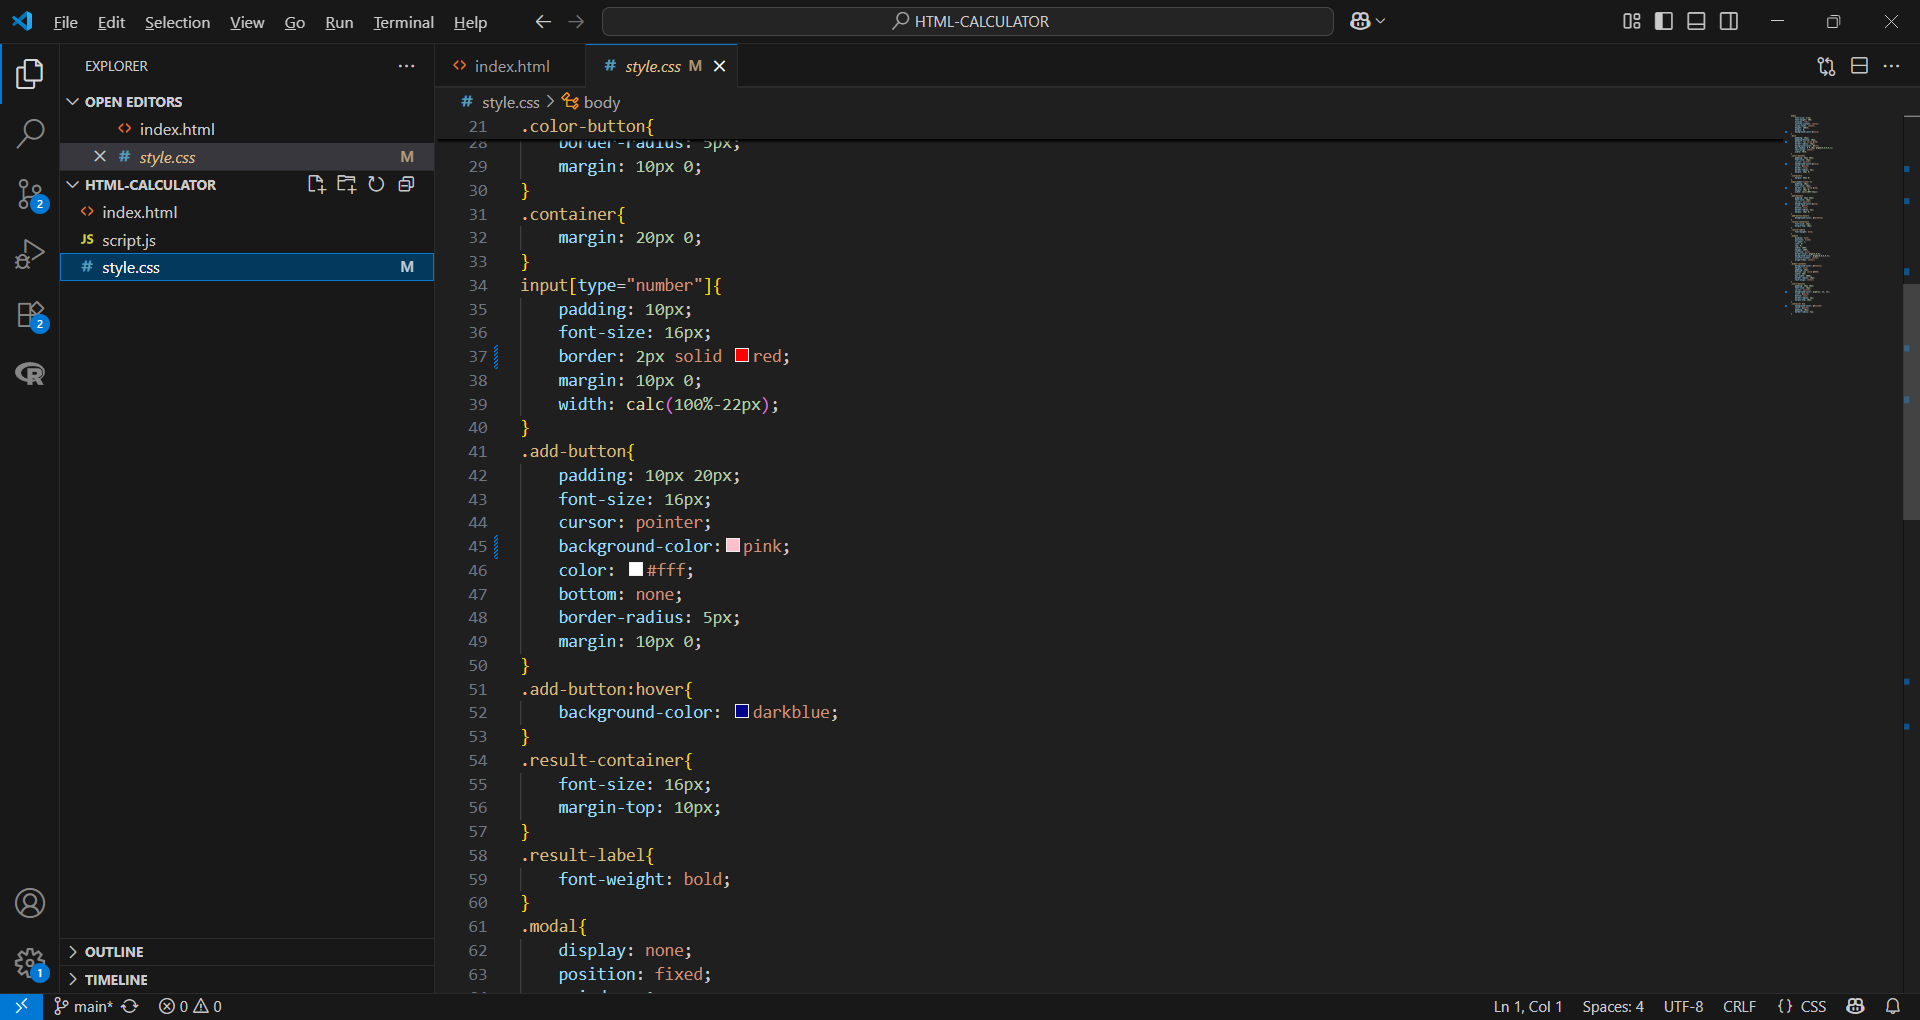 File Edit Selection View Go Run Terminal Help
HTML-CALCULATOR
EXPLORER
OPEN EDITORS
index.html
style.css M
HTML-CALCULATOR
index.html
JS script.js
# style.css M
OUTLINE
TIMELINE
2
2
1
index.html
# style.css M
# style.css > body
21 .color-button{
28 border-radius: 5px;
29 margin: 10px 0;
30 }
31 .container{
32 margin: 20px 0;
33 }
34 input[type="number"]{
35 padding: 10px;
36 font-size: 16px;
37 border: 2px solid red;
38 margin: 10px 0;
39 width: calc(100%-22px);
40 }
41 .add-button{
42 padding: 10px 20px;
43 font-size: 16px;
44 cursor: pointer;
45 background-color: pink;
46 color: #fff;
47 bottom: none;
48 border-radius: 5px;
49 margin: 10px 0;
50 }
51 .add-button:hover{
52 background-color: darkblue;
53 }
54 .result-container{
55 font-size: 16px;
56 margin-top: 10px;
57 }
58 .result-label{
59 font-weight: bold;
60 }
61 .modal{
62 display: none;
63 position: fixed;
main* 0 0
Ln 1, Col 1 Spaces: 4 UTF-8 CRLF {} CSS